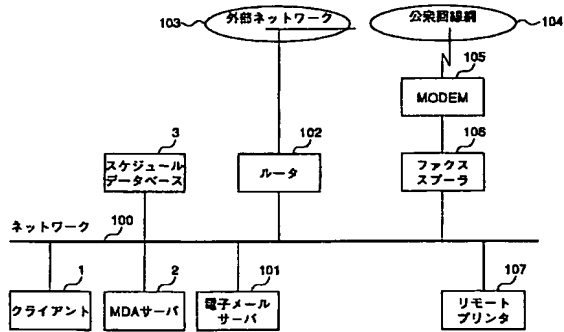 103
外部ネットワーク
公衆回線網
104
105
MODEM
3
スケジュール
データベース
102
ルータ
106
ファクス
スプーラ
ネットワーク
100
1
クライアント
2
MDAサーバ
101
電子メール
サーバ
107
リモート
プリンタ